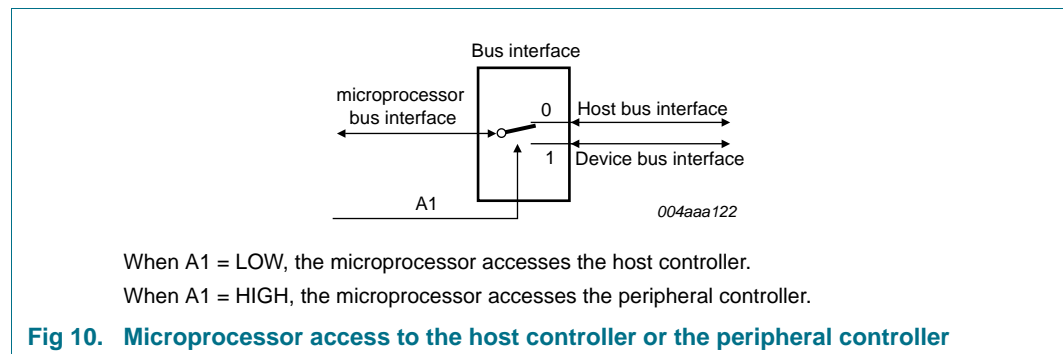 Bus interface
microprocessor
bus interface
0
Host bus interface
1
Device bus interface
A1
004aaa122
When A1 = LOW, the microprocessor accesses the host controller.
When A1 = HIGH, the microprocessor accesses the peripheral controller.
Fig 10. Microprocessor access to the host controller or the peripheral controller